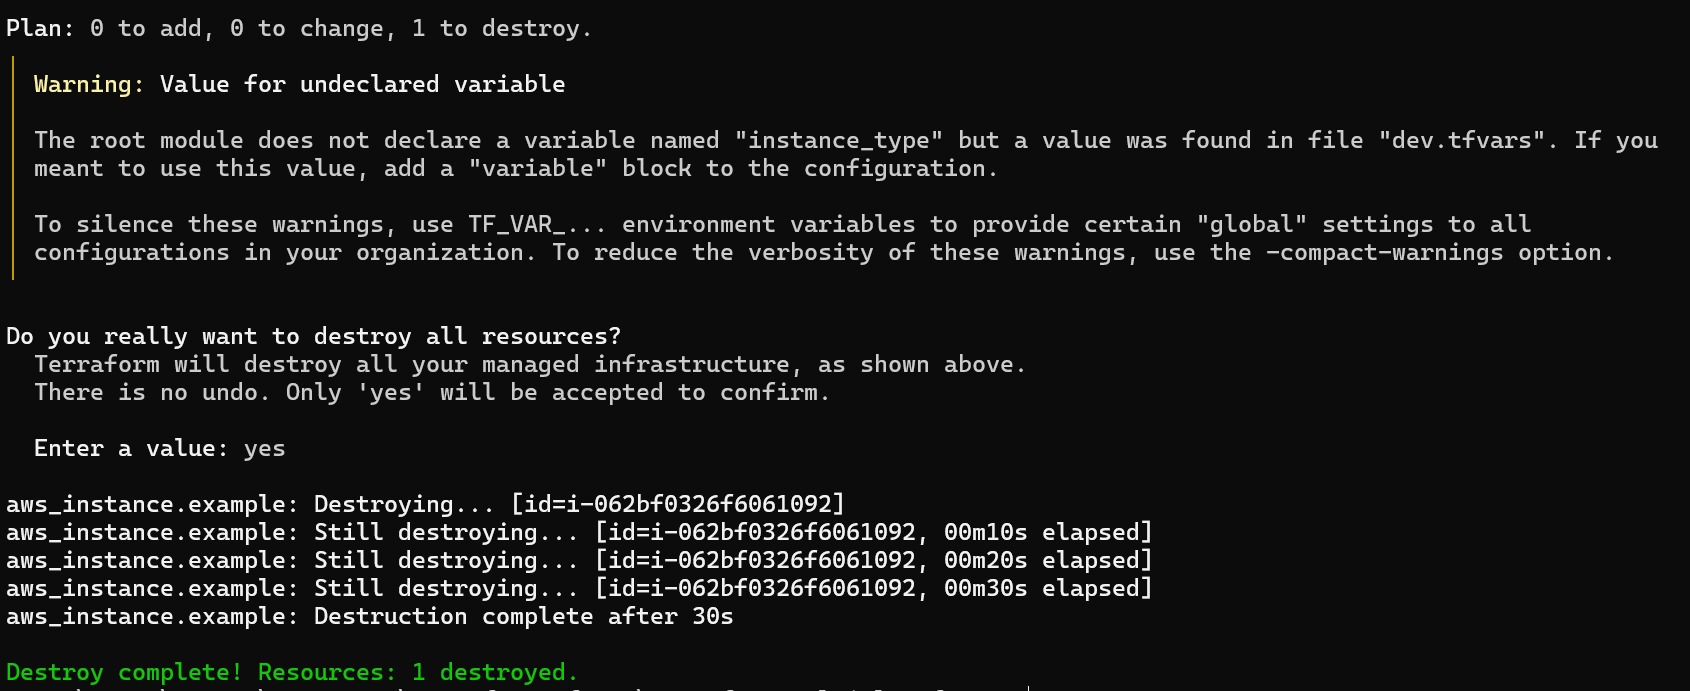 Plan: 0 to add, 0 to change, 1 to destroy.
Warning: Value for undeclared variable
The root module does not declare a variable named "instance_type" but a value was found in file "dev.tfvars". If you
meant to use this value, add a "variable" block to the configuration.
To silence these warnings, use TF_VAR_... environment variables to provide certain "global" settings to all
configurations in your organization. To reduce the verbosity of these warnings, use the -compact-warnings option.
Do you really want to destroy all resources?
Terraform will destroy all your managed infrastructure, as shown above.
There is no undo. Only 'yes' will be accepted to confirm.
Enter a value: yes
aws_instance.example: Destroying... [id=i-062bf0326f6061092]
aws_instance.example: Still destroying... [id=i-062bf0326f6061092, 00m10s elapsed]
aws_instance.example: Still destroying... [id=i-062bf0326f6061092, 00m20s elapsed]
aws_instance.example: Still destroying... [id=i-062bf0326f6061092, 00m30s elapsed]
aws_instance.example: Destruction complete after 30s
Destroy complete! Resources: 1 destroyed.